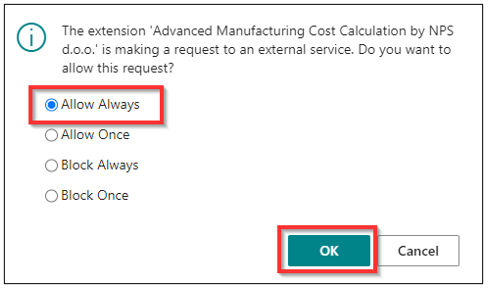 The extension 'Advanced Manufacturing Cost Calculation by NPS
d.o.o.' is making a request to an external service. Do you want to
allow this request?
Allow Always
Allow Once
Block Always
Block Once
OK
Cancel